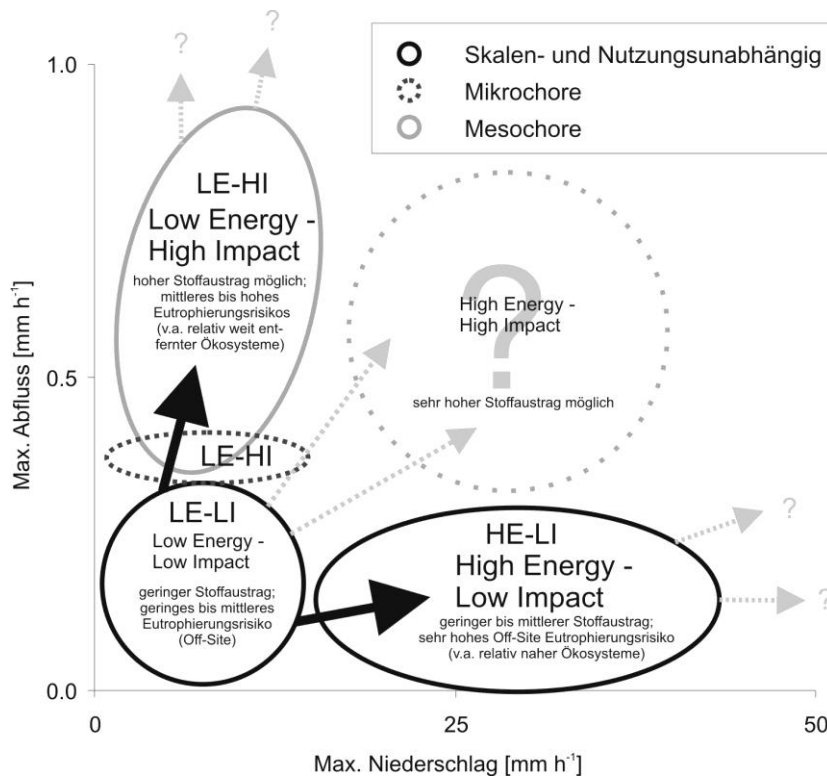 Skalen- und Nutzungsunabhängig
Mikrochore
Mesochore
Max. Abfluss [mm h⁻¹]
1.0
0.5
0.0
?
?
LE-HI
Low Energy -
High Impact
hoher Stoffaustrag möglich;
mittleres bis hohes
Eutrophierungsrisikos
(v.a. relativ weit ent-
fernter Ökosysteme)
?
High Energy -
High Impact
sehr hoher Stoffaustrag möglich
LE-HI
LE-LI
Low Energy -
Low Impact
geringer Stoffaustrag;
geringes bis mittleres
Eutrophierungsrisiko
(Off-Site)
HE-LI
High Energy -
Low Impact
geringer bis mittlerer Stoffaustrag;
sehr hohes Off-Site Eutrophierungsrisiko
(v.a. relativ naher Ökosysteme)
?
?
0
25
50
Max. Niederschlag [mm h⁻¹]